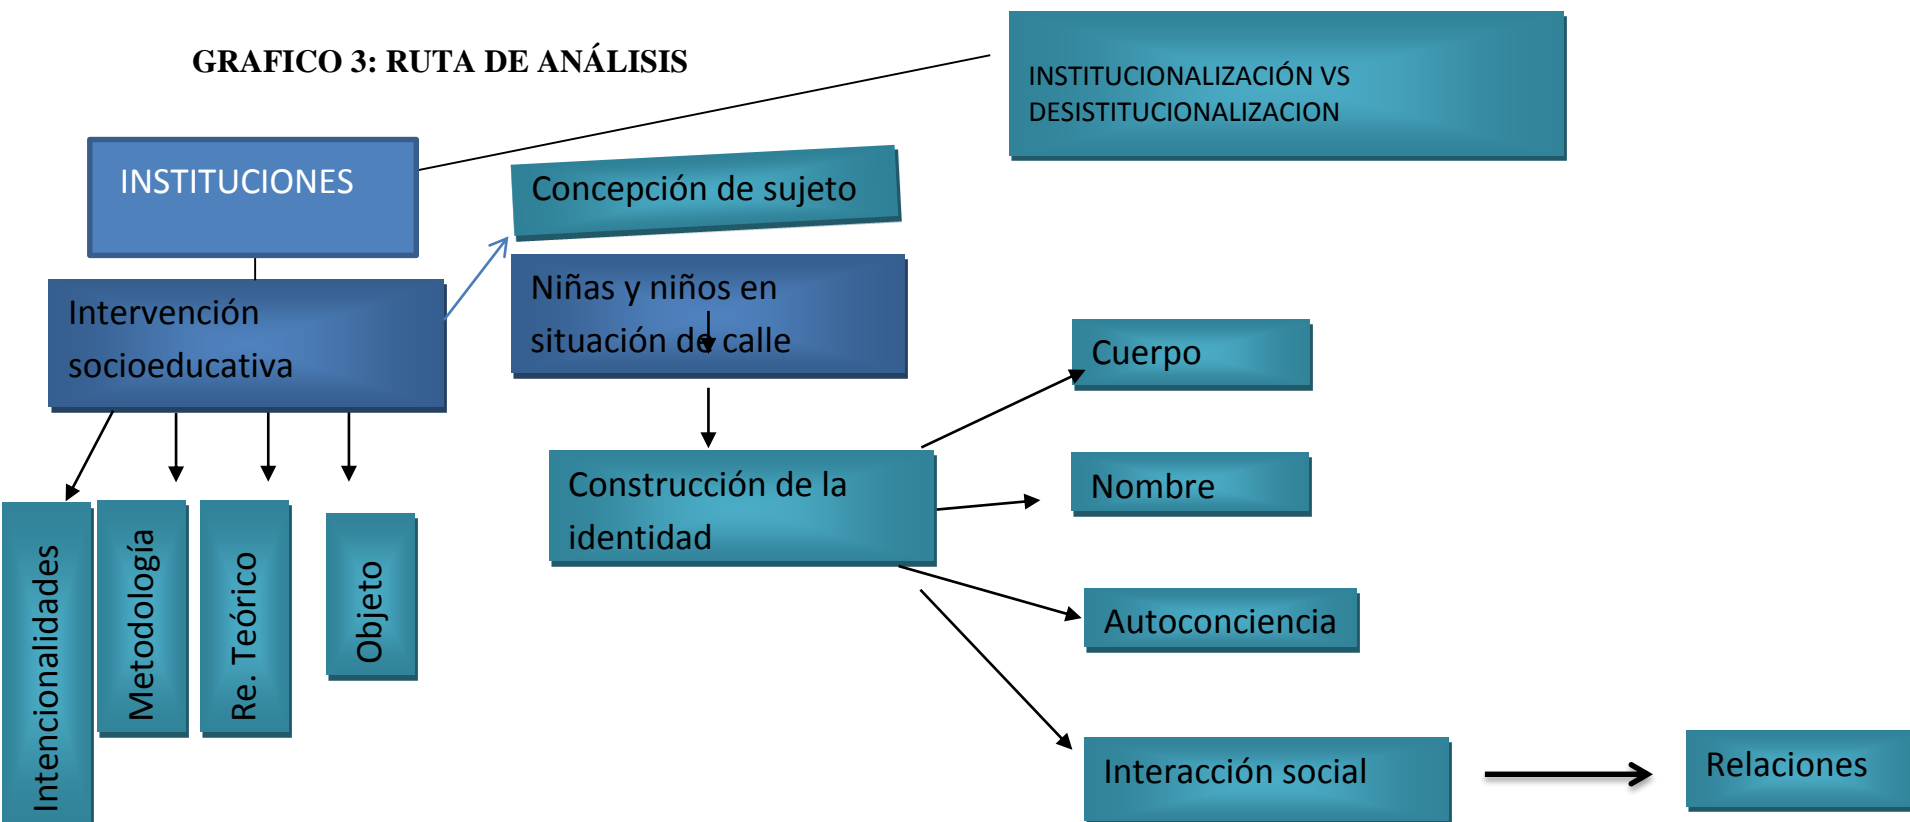 GRAFICO 3: RUTA DE ANÁLISIS
INSTITUCIONALIZACIÓN VS
DESISTITUCIONALIZACION
INSTITUCIONES
Concepción de sujeto
Intervención
socioeducativa
Niñas y niños en
situación de calle
Cuerpo
Construcción de la
identidad
Nombre
Intencionalidades
Metodología
Re. Teórico
Objeto
Autoconciencia
Interacción social
Relaciones